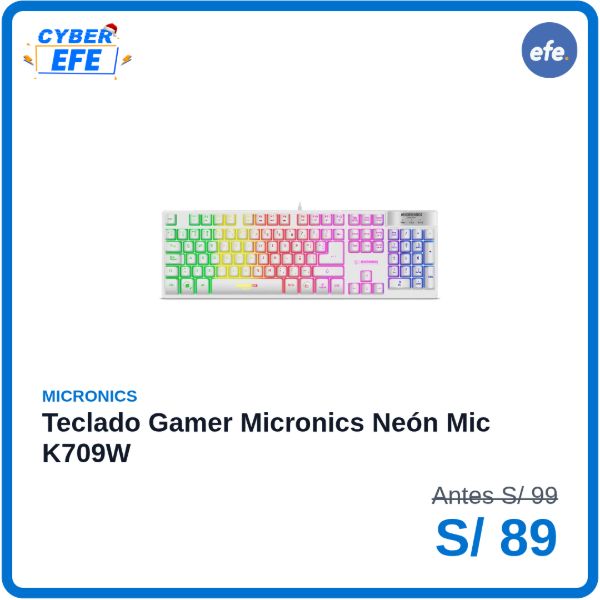 CYBER
EFE
efe.
MICRONICS
Teclado Gamer Micronics Neón Mic
K709W
Antes S/ 99
S/ 89